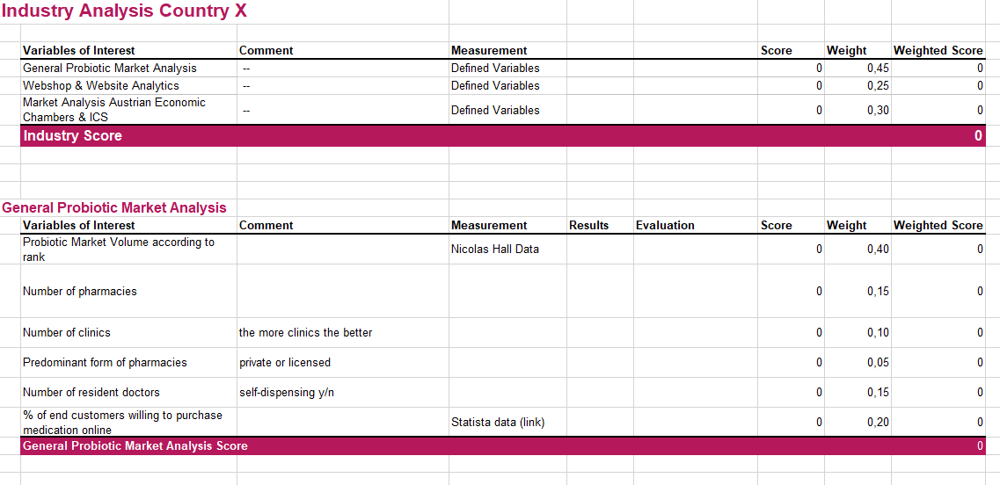 Industry Analysis Country X
Variables of Interest Comment Measurement Score Weight Weighted Score
General Probiotic Market Analysis -- Defined Variables 0 0,45 0
Webshop & Website Analytics -- Defined Variables 0 0,25 0
Market Analysis Austrian Economic
Chambers & ICS -- Defined Variables 0 0,30 0
Industry Score 0
General Probiotic Market Analysis
Variables of Interest Comment Measurement Results Evaluation Score Weight Weighted Score
Probiotic Market Volume according to
rank Nicolas Hall Data 0 0,40 0
Number of pharmacies 0 0,15 0
Number of clinics the more clinics the better 0 0,10 0
Predominant form of pharmacies private or licensed 0 0,05 0
Number of resident doctors self-dispensing y/n 0 0,15 0
% of end customers willing to purchase
medication online Statista data (link) 0 0,20 0
General Probiotic Market Analysis Score 0